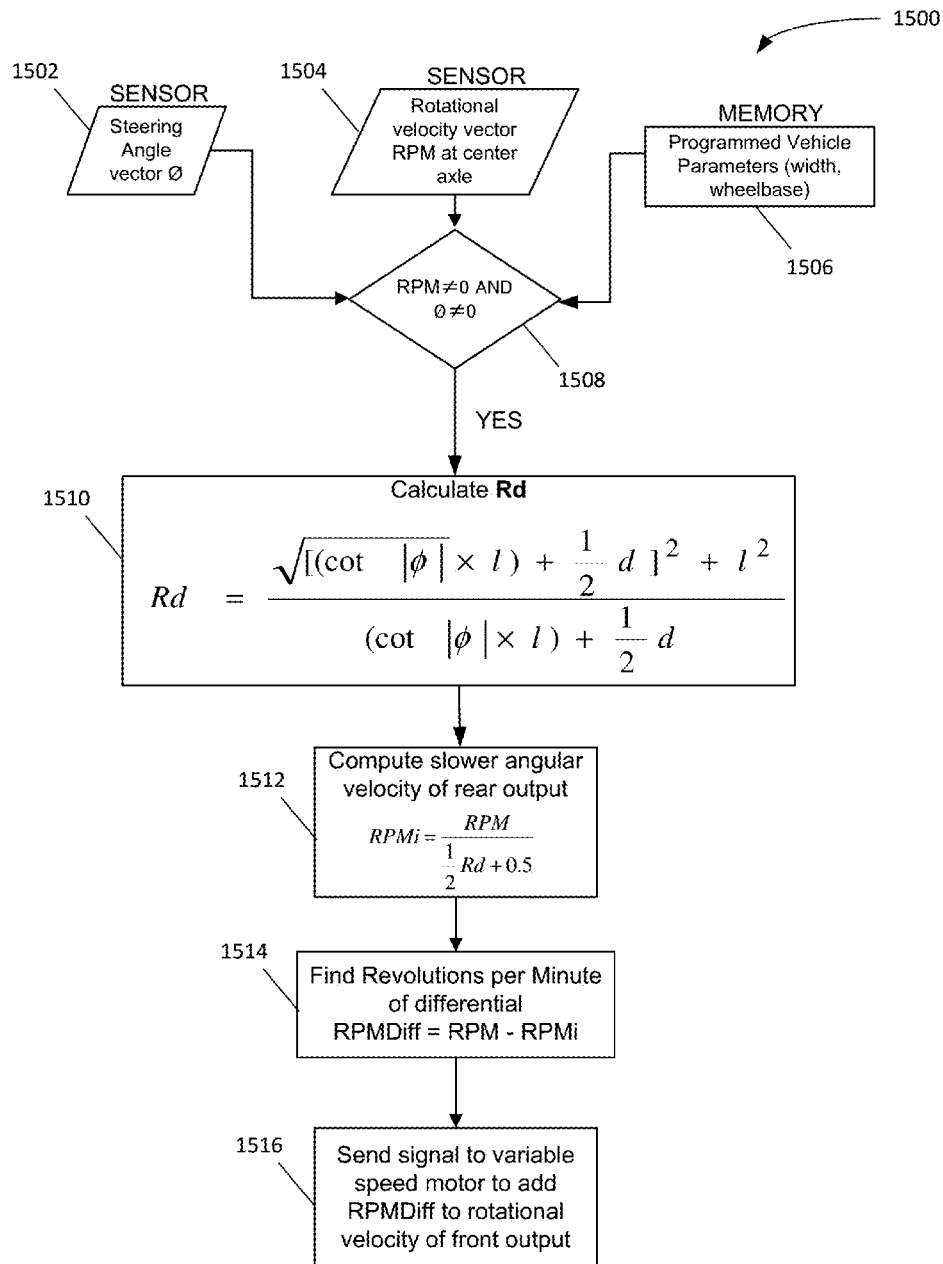 1500
1502
SENSOR
Steering
Angle
vector Ø
1504
SENSOR
Rotational
velocity vector
RPM at center
axle
MEMORY
Programmed Vehicle
Parameters (width,
wheelbase)
1506
RPM≠0 AND
Ø≠0
1508
YES
1510
Calculate Rd
Rd = √[(cot |ϕ| × l) + 1/2 d ]² + l² / (cot |ϕ| × l) + 1/2 d
1512
Compute slower angular
velocity of rear output
RPMi = RPM / 1/2 Rd + 0.5
1514
Find Revolutions per Minute
of differential
RPMDiff = RPM - RPMi
1516
Send signal to variable
speed motor to add
RPMDiff to rotational
velocity of front output